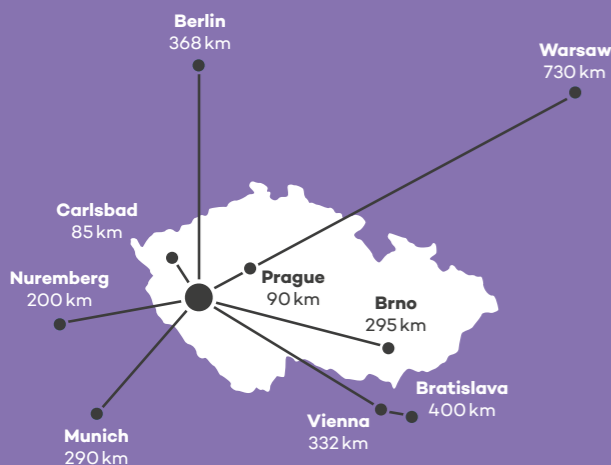 Berlin
368 km
Warsaw
730 km
Carlsbad
85 km
Prague
90 km
Nuremberg
200 km
Brno
295 km
Bratislava
400 km
Vienna
332 km
Munich
290 km